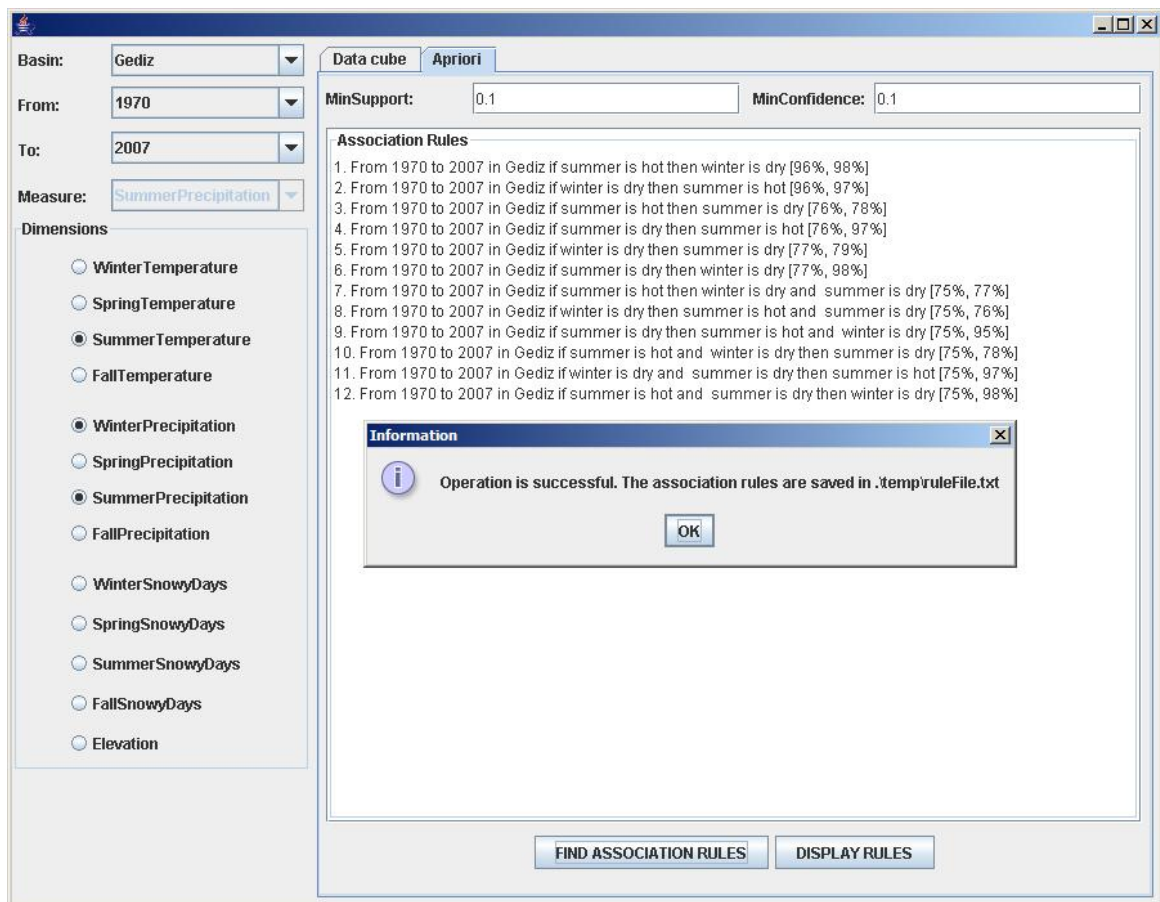 Basin: Gediz
From: 1970
To: 2007
Measure: SummerPrecipitation
Dimensions
WinterTemperature
SpringTemperature
SummerTemperature
FallTemperature
WinterPrecipitation
SpringPrecipitation
SummerPrecipitation
FallPrecipitation
WinterSnowyDays
SpringSnowyDays
SummerSnowyDays
FallSnowyDays
Elevation
Data cube Apriori
MinSupport: 0.1 MinConfidence: 0.1
Association Rules
1. From 1970 to 2007 in Gediz if summer is hot then winter is dry [96%, 98%]
2. From 1970 to 2007 in Gediz if winter is dry then summer is hot [96%, 97%]
3. From 1970 to 2007 in Gediz if summer is hot then summer is dry [76%, 78%]
4. From 1970 to 2007 in Gediz if summer is dry then summer is hot [76%, 97%]
5. From 1970 to 2007 in Gediz if winter is dry then summer is dry [77%, 79%]
6. From 1970 to 2007 in Gediz if summer is dry then winter is dry [77%, 98%]
7. From 1970 to 2007 in Gediz if summer is hot then winter is dry and summer is dry [75%, 77%]
8. From 1970 to 2007 in Gediz if winter is dry then summer is hot and summer is dry [75%, 76%]
9. From 1970 to 2007 in Gediz if summer is dry then summer is hot and winter is dry [75%, 95%]
10. From 1970 to 2007 in Gediz if summer is hot and winter is dry then summer is dry [75%, 78%]
11. From 1970 to 2007 in Gediz if winter is dry and summer is dry then summer is hot [75%, 97%]
12. From 1970 to 2007 in Gediz if summer is hot and summer is dry then winter is dry [75%, 98%]
Information
Operation is successful. The association rules are saved in .\temp\ruleFile.txt
OK
FIND ASSOCIATION RULES DISPLAY RULES